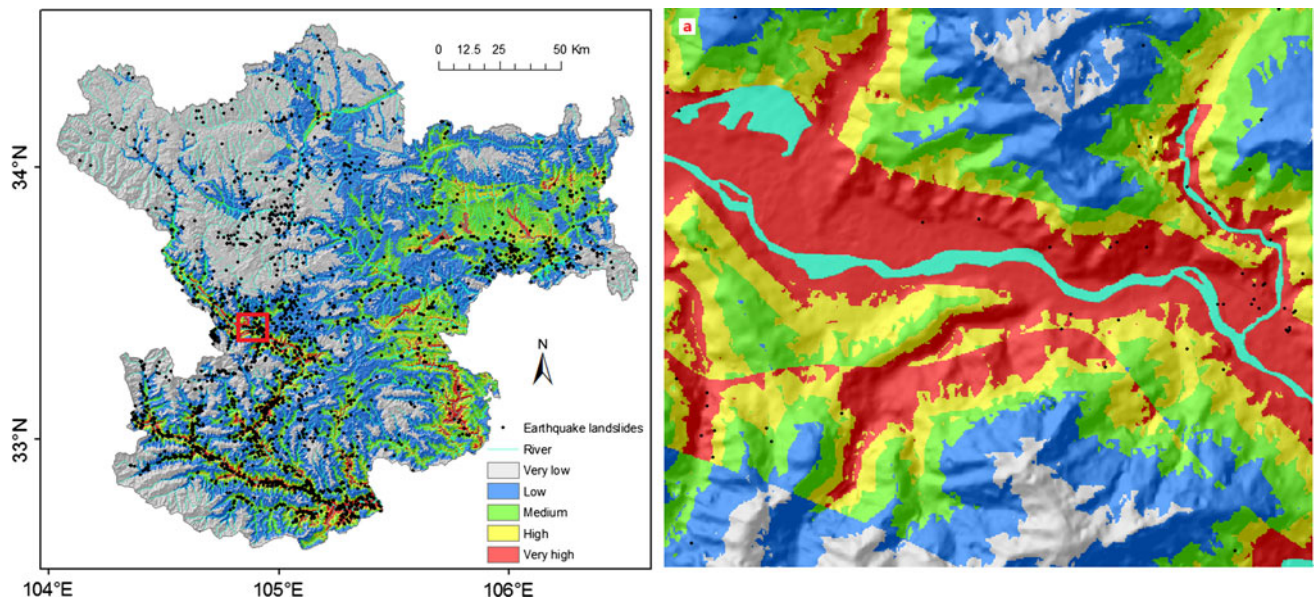 0 12.5 25 50 Km
34°N
33°N
N
Earthquake landslides
River
Very low
Low
Medium
High
Very high
104°E 105°E 106°E
a